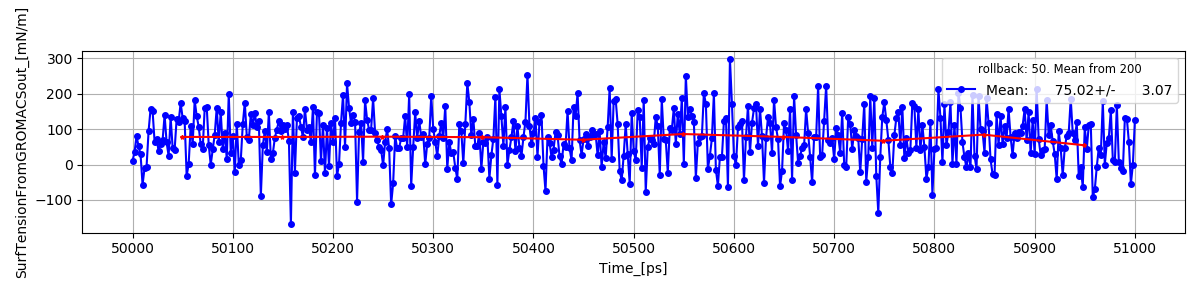 SurfTensionFromGROMACSout_[mN/m]
300
200
100
0
−100
rollback: 50. Mean from 200
Mean: 75.02+/- 3.07
50000 50100 50200 50300 50400 50500 50600 50700 50800 50900 51000
Time_[ps]